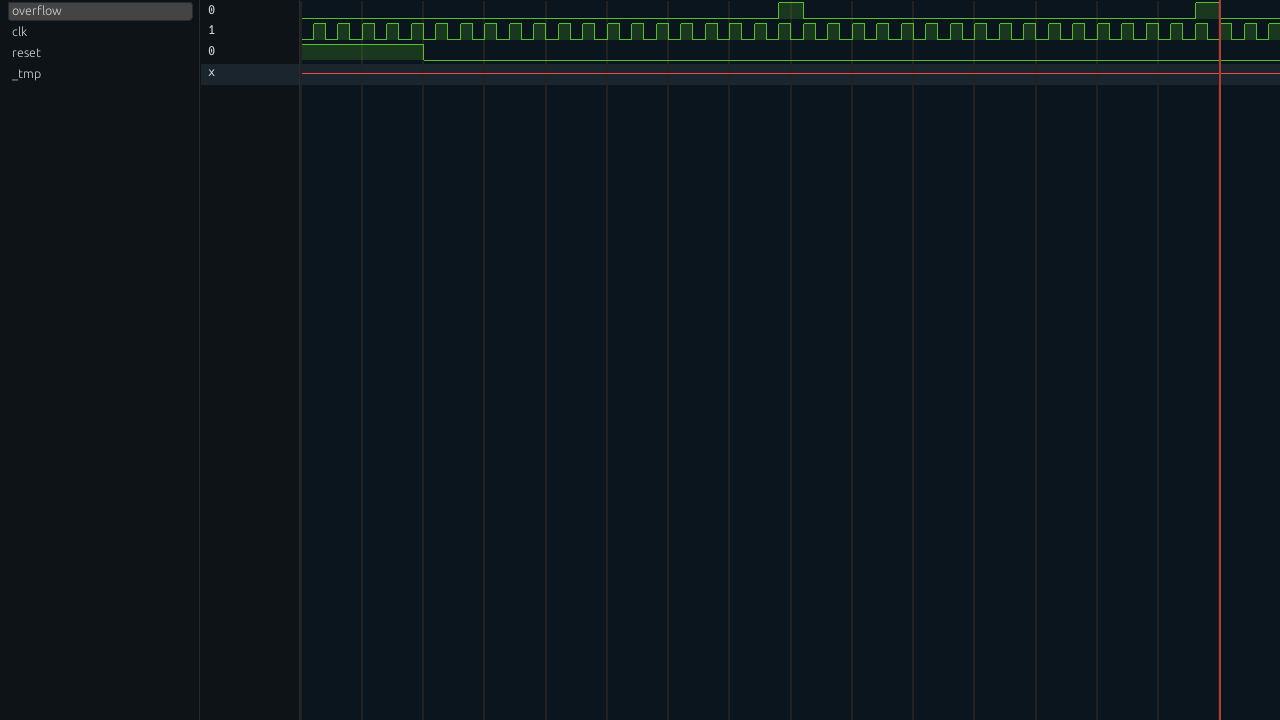 overflow 0
clk 1
reset 0
_tmp x